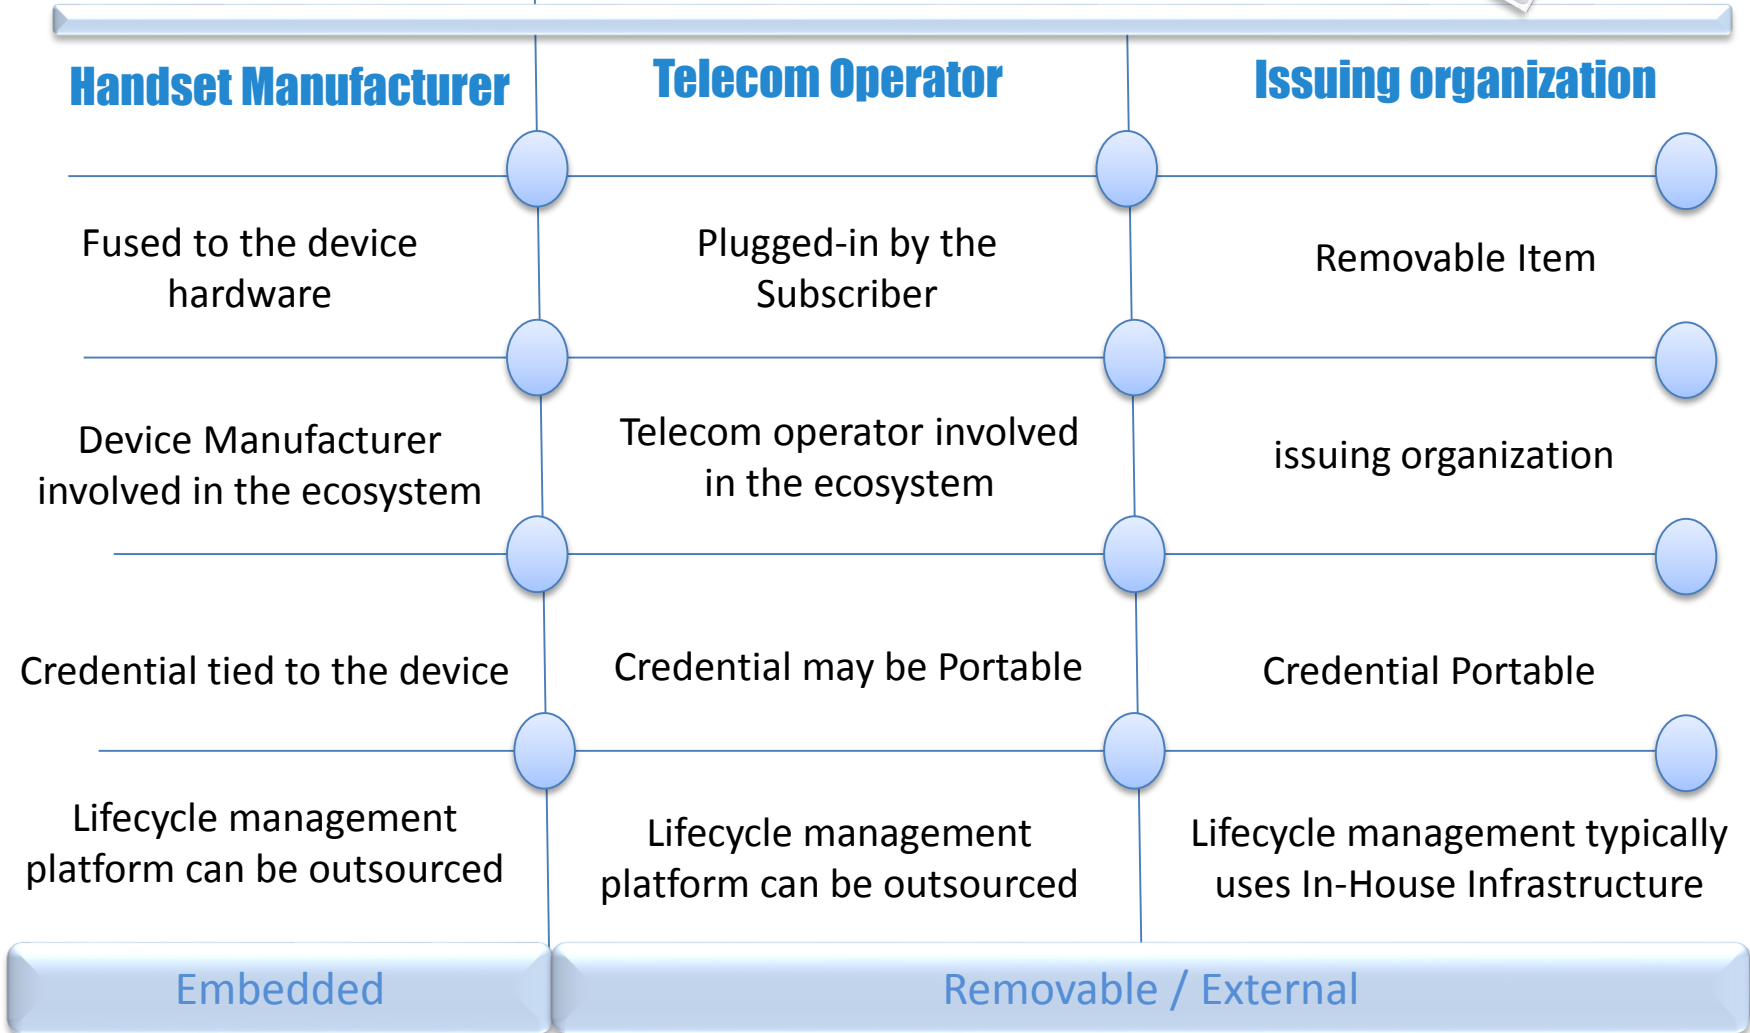 Handset Manufacturer
Telecom Operator
Issuing organization
Fused to the device
hardware
Plugged-in by the
Subscriber
Removable Item
Device Manufacturer
involved in the ecosystem
Telecom operator involved
in the ecosystem
issuing organization
Credential tied to the device
Credential may be Portable
Credential Portable
Lifecycle management
platform can be outsourced
Lifecycle management
platform can be outsourced
Lifecycle management typically
uses In-House Infrastructure
Embedded
Removable / External